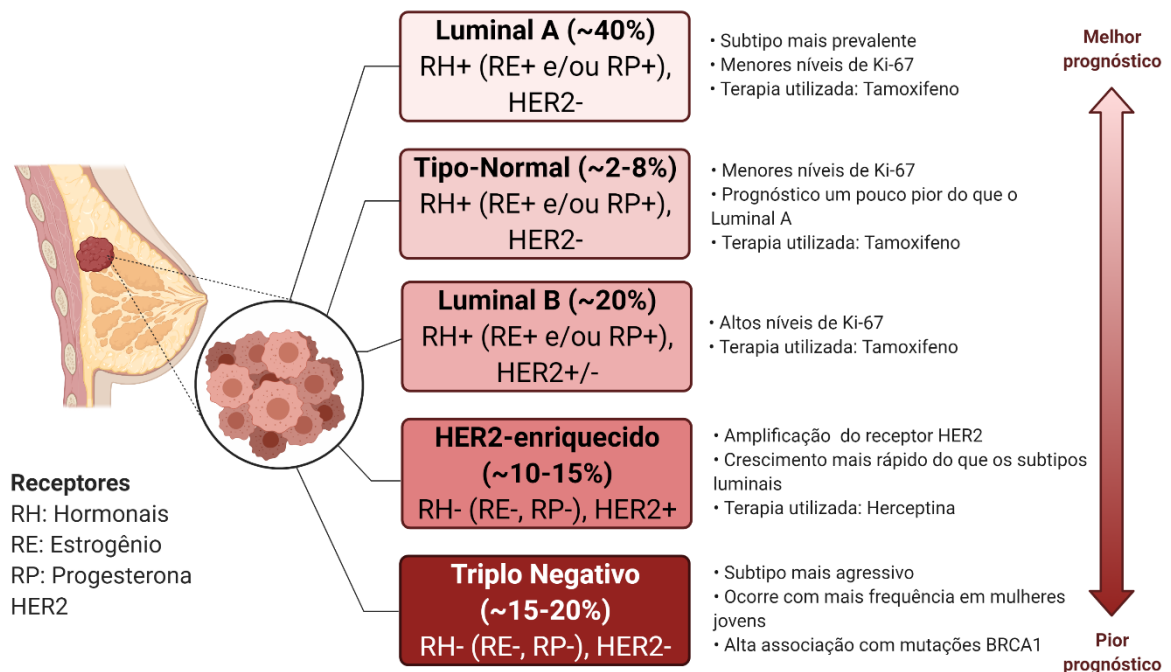 Luminal A (~40%)
RH+ (RE+ e/ou RP+),
HER2-
• Subtipo mais prevalente
• Menores níveis de Ki-67
• Terapia utilizada: Tamoxifeno
Melhor
prognóstico
Tipo-Normal (~2-8%)
RH+ (RE+ e/ou RP+),
HER2-
• Menores níveis de Ki-67
• Prognóstico um pouco pior do que o
Luminal A
• Terapia utilizada: Tamoxifeno
Luminal B (~20%)
RH+ (RE+ e/ou RP+),
HER2+/-
• Altos níveis de Ki-67
• Terapia utilizada: Tamoxifeno
HER2-enriquecido
(~10-15%)
RH- (RE-, RP-), HER2+
• Amplificação do receptor HER2
• Crescimento mais rápido do que os subtipos
luminais
• Terapia utilizada: Herceptina
Receptores
RH: Hormonais
RE: Estrogênio
RP: Progesterona
HER2
Triplo Negativo
(~15-20%)
RH- (RE-, RP-), HER2-
• Subtipo mais agressivo
• Ocorre com mais frequência em mulheres
jovens
• Alta associação com mutações BRCA1
Pior
prognóstico